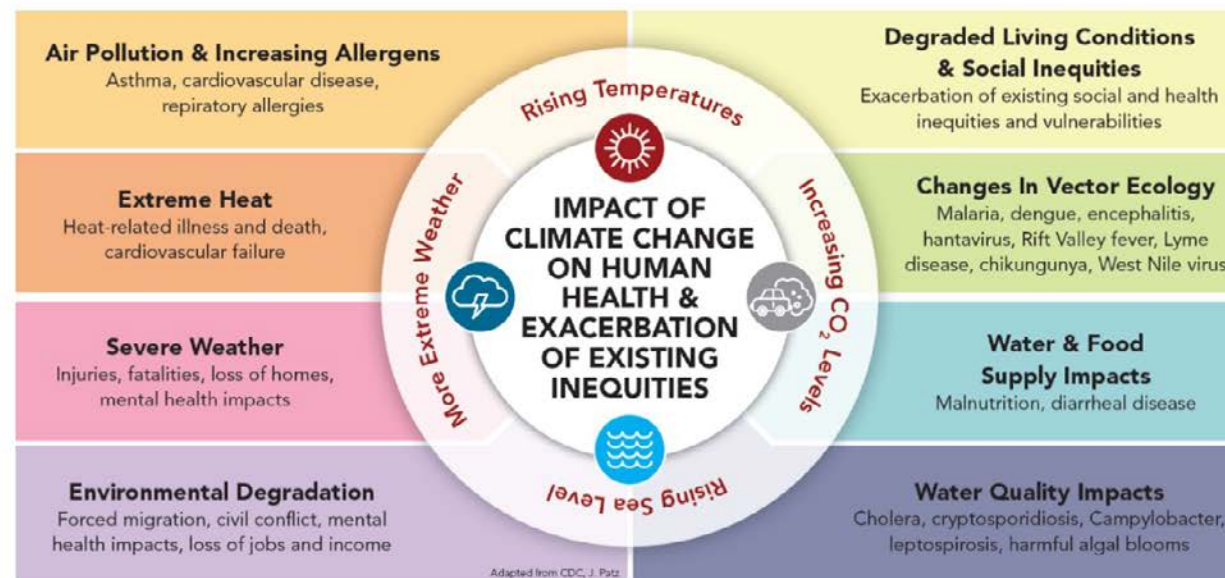 Air Pollution & Increasing Allergens
Asthma, cardiovascular disease,
repiratory allergies
Extreme Heat
Heat-related illness and death,
cardiovascular failure
Severe Weather
Injuries, fatalities, loss of homes,
mental health impacts
Environmental Degradation
Forced migration, civil conflict, mental
health impacts, loss of jobs and income
Adapted from CDC, J. Patz
Rising Temperatures
More Extreme Weather
IMPACT OF
CLIMATE CHANGE
ON HUMAN
HEALTH &
EXACERBATION
OF EXISTING
INEQUITIES
Increasing CO₂ Levels
Rising Sea Level
Degraded Living Conditions
& Social Inequities
Exacerbation of existing social and health
inequities and vulnerabilities
Changes In Vector Ecology
Malaria, dengue, encephalitis,
hantavirus, Rift Valley fever, Lyme
disease, chikungunya, West Nile virus
Water & Food
Supply Impacts
Malnutrition, diarrheal disease
Water Quality Impacts
Cholera, cryptosporidiosis, Campylobacter,
leptospirosis, harmful algal blooms